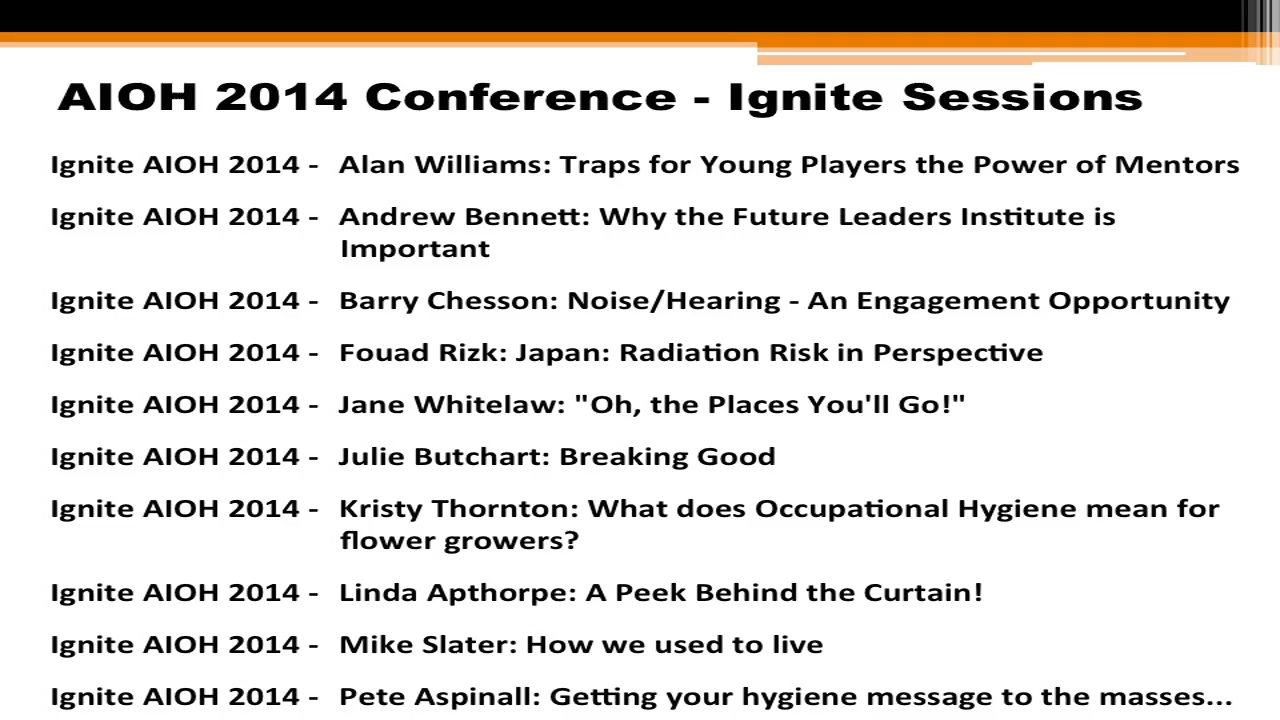 AIOH 2014 Conference - Ignite Sessions
Ignite AIOH 2014 - Alan Williams: Traps for Young Players the Power of Mentors
Ignite AIOH 2014 - Andrew Bennett: Why the Future Leaders Institute is
Important
Ignite AIOH 2014 - Barry Chesson: Noise/Hearing - An Engagement Opportunity
Ignite AIOH 2014 - Fouad Rizk: Japan: Radiation Risk in Perspective
Ignite AIOH 2014 - Jane Whitelaw: "Oh, the Places You'll Go!"
Ignite AIOH 2014 - Julie Butchart: Breaking Good
Ignite AIOH 2014 - Kristy Thornton: What does Occupational Hygiene mean for
flower growers?
Ignite AIOH 2014 - Linda Apthorpe: A Peek Behind the Curtain!
Ignite AIOH 2014 - Mike Slater: How we used to live
Ignite AIOH 2014 - Pete Aspinall: Getting your hygiene message to the masses...